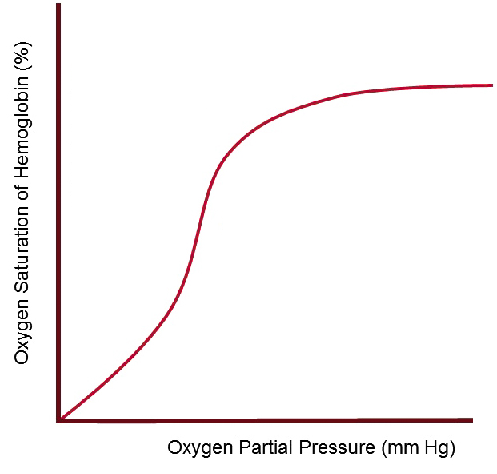 Oxygen Saturation of Hemoglobin (%)
Oxygen Partial Pressure (mm Hg)